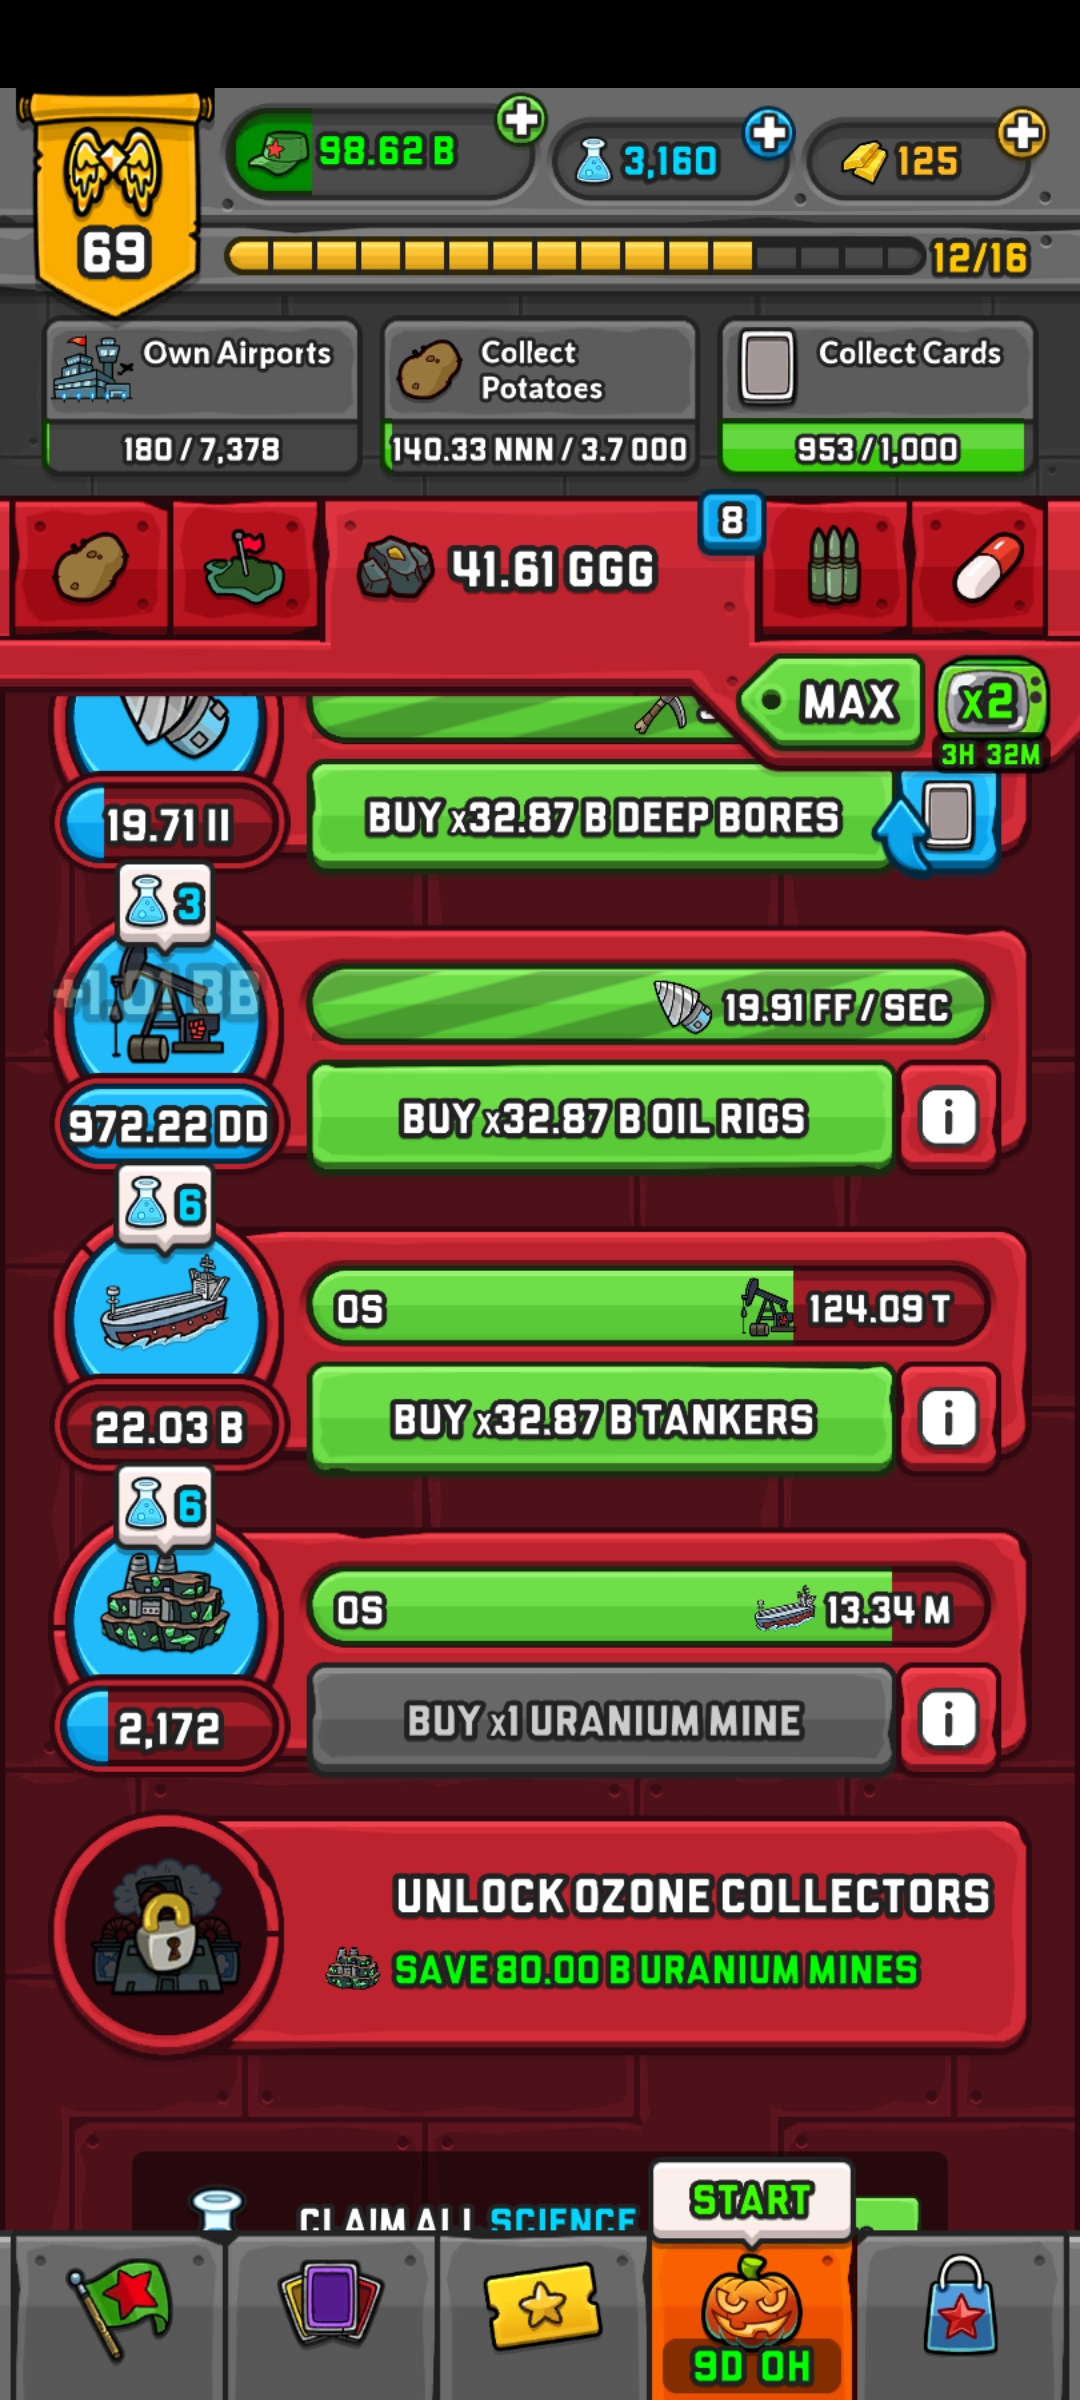 98.62 B
3,160
125
69
12/16
Own Airports
180 / 7,378
Collect
Potatoes
140.33 NNN / 3.7 OOO
Collect Cards
953 / 1,000
41.61 GGG
8
MAX
x2
3H 32M
19.71 II
BUY x32.87 B DEEP BORES
3
19.91 FF / SEC
972.22 DD
BUY x32.87 B OIL RIGS
i
6
0S
124.09 T
22.03 B
BUY x32.87 B TANKERS
i
6
0S
13.34 M
2,172
BUY x1 URANIUM MINE
i
UNLOCK OZONE COLLECTORS
SAVE 80.00 B URANIUM MINES
CLAIM ALL SCIENCE
START
9D 0H